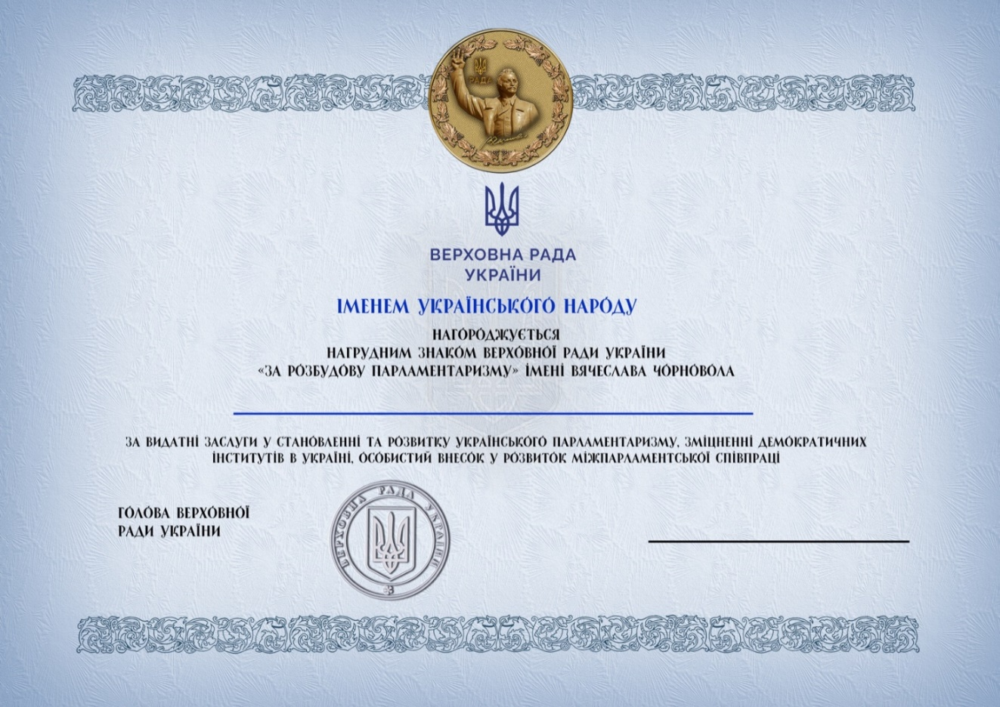 РАДА
ВЕРХОВНА РАДА
УКРАЇНИ
ІМЕНЕМ УКРАЇНСЬКОГО НАРОДУ
НАГОРОДЖУЄТЬСЯ
НАГРУДНИМ ЗНАКОМ ВЕРХОВНОЇ РАДИ УКРАЇНИ
«ЗА РОЗБУДОВУ ПАРЛАМЕНТАРИЗМУ» ІМЕНІ ВЯЧЕСЛАВА ЧОРНОВОЛА
ЗА ВИДАТНІ ЗАСЛУГИ У СТАНОВЛЕННІ ТА РОЗВИТКУ УКРАЇНСЬКОГО ПАРЛАМЕНТАРИЗМУ, ЗМІЦНЕННІ ДЕМОКРАТИЧНИХ
ІНСТИТУТІВ В УКРАЇНІ, ОСОБИСТИЙ ВНЕСОК У РОЗВИТОК МІЖПАРЛАМЕНТСЬКОЇ СПІВПРАЦІ
ГОЛОВА ВЕРХОВНОЇ
РАДИ УКРАЇНИ
ВЕРХОВНА РАДА УКРАЇНИ
3